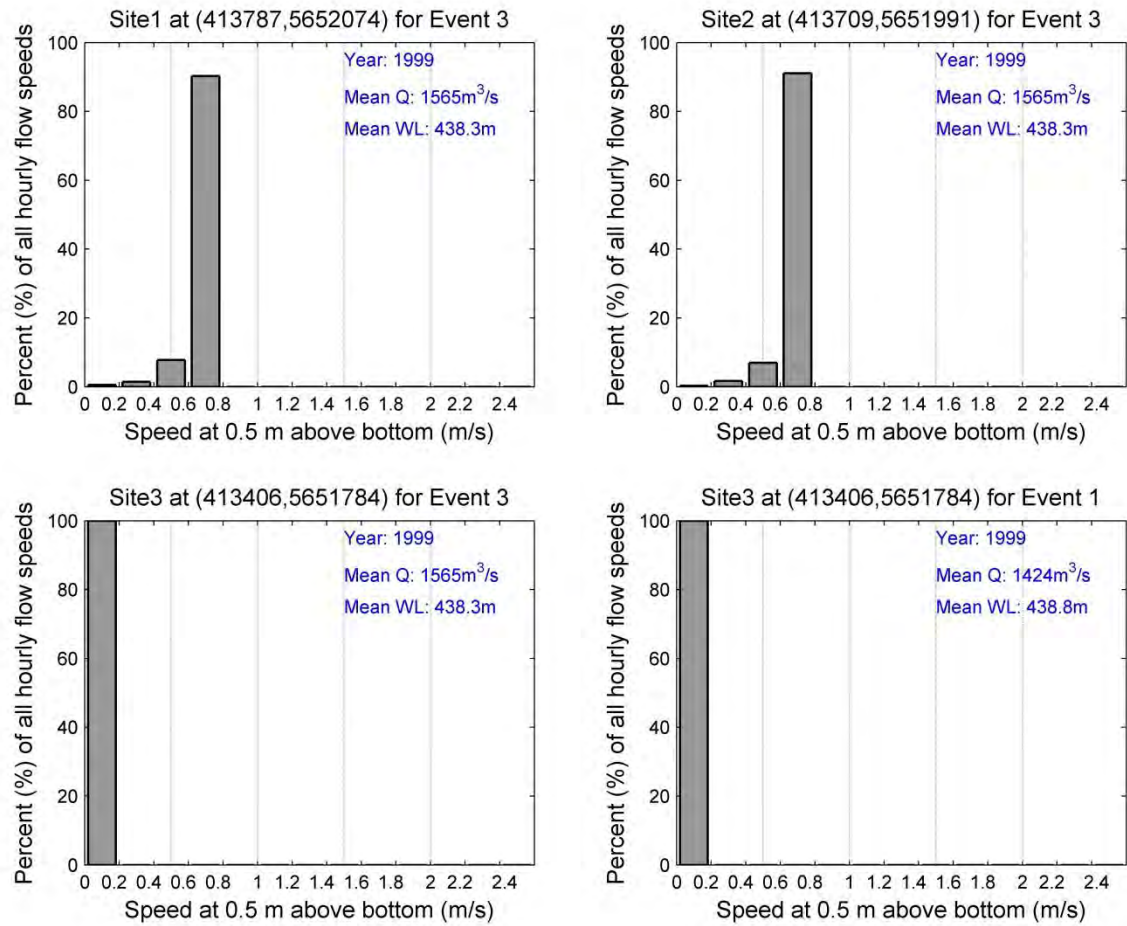 Site1 at (413787,5652074) for Event 3
Percent (%) of all hourly flow speeds
100
80
60
40
20
0
Year: 1999
Mean Q: 1565m³/s
Mean WL: 438.3m
0 0.2 0.4 0.6 0.8 1 1.2 1.4 1.6 1.8 2 2.2 2.4
Speed at 0.5 m above bottom (m/s)
Site2 at (413709,5651991) for Event 3
Percent (%) of all hourly flow speeds
100
80
60
40
20
0
Year: 1999
Mean Q: 1565m³/s
Mean WL: 438.3m
0 0.2 0.4 0.6 0.8 1 1.2 1.4 1.6 1.8 2 2.2 2.4
Speed at 0.5 m above bottom (m/s)
Site3 at (413406,5651784) for Event 3
Percent (%) of all hourly flow speeds
100
80
60
40
20
0
Year: 1999
Mean Q: 1565m³/s
Mean WL: 438.3m
0 0.2 0.4 0.6 0.8 1 1.2 1.4 1.6 1.8 2 2.2 2.4
Speed at 0.5 m above bottom (m/s)
Site3 at (413406,5651784) for Event 1
Percent (%) of all hourly flow speeds
100
80
60
40
20
0
Year: 1999
Mean Q: 1424m³/s
Mean WL: 438.8m
0 0.2 0.4 0.6 0.8 1 1.2 1.4 1.6 1.8 2 2.2 2.4
Speed at 0.5 m above bottom (m/s)